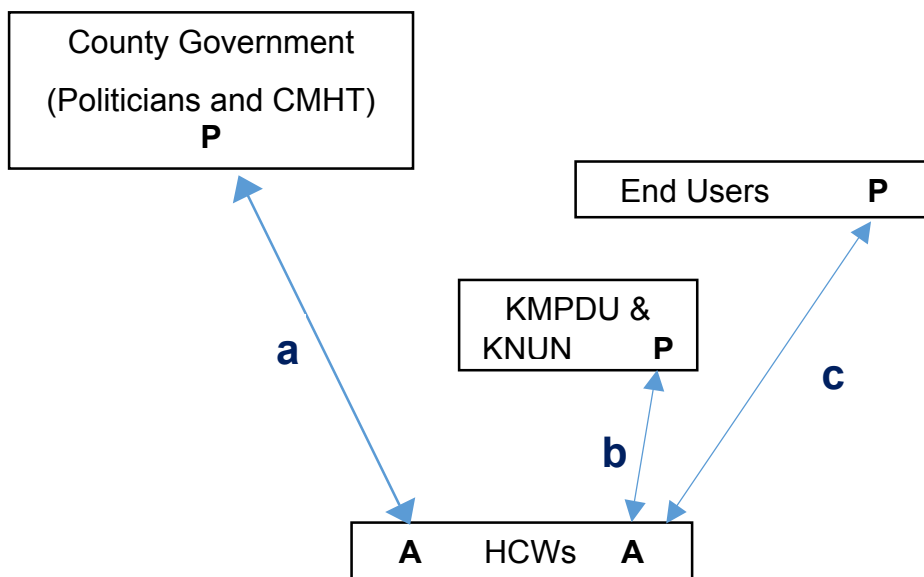 County Government
(Politicians and CMHT)
P
End Users P
KMPDU &
KNUN P
a
c
b
A HCWs A